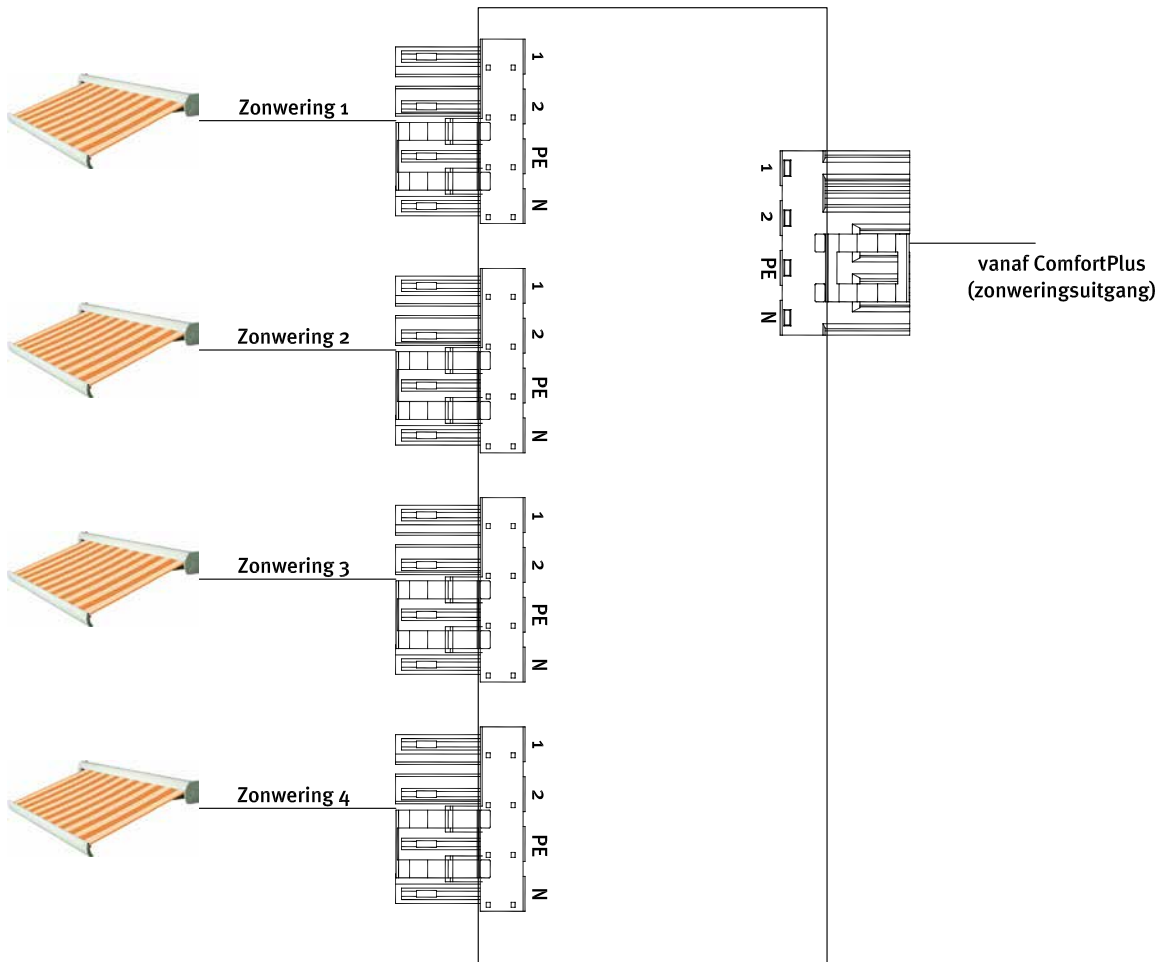 Zonwering 1
1
2
PE
N
Zonwering 2
1
2
PE
N
Zonwering 3
1
2
PE
N
Zonwering 4
1
2
PE
N
1
2
PE
N
vanaf ComfortPlus
(zonweringsuitgang)